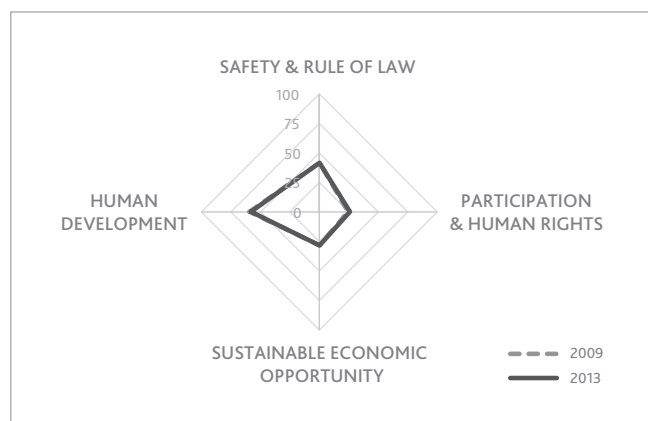 SAFETY & RULE OF LAW
100
75
50
25
0
HUMAN
DEVELOPMENT
PARTICIPATION
& HUMAN RIGHTS
SUSTAINABLE ECONOMIC
OPPORTUNITY
2009
2013